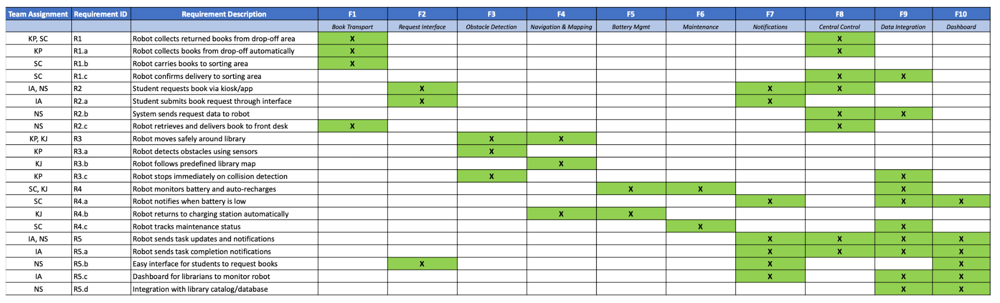 Team Assignment Requirement ID Requirement Description F1 F2 F3 F4 F5 F6 F7 F8 F9 F10
Book Transport Request Interface Obstacle Detection Navigation & Mapping Battery Mgmt Maintenance Notifications Central Control Data Integration Dashboard
KP, SC R1 Robot collects returned books from drop-off area X X
KP R1.a Robot collects books from drop-off automatically X X
SC R1.b Robot carries books to sorting area X
SC R1.c Robot confirms delivery to sorting area X X
IA, NS R2 Student requests book via kiosk/app X X X
IA R2.a Student submits book request through interface X X
NS R2.b System sends request data to robot X X
NS R2.c Robot retrieves and delivers book to front desk X X
KP, KJ R3 Robot moves safely around library X X
KP R3.a Robot detects obstacles using sensors X
KJ R3.b Robot follows predefined library map X
KP R3.c Robot stops immediately on collision detection X X
SC, KJ R4 Robot monitors battery and auto-recharges X X X
SC R4.a Robot notifies when battery is low X X X
KJ R4.b Robot returns to charging station automatically X X
SC R4.c Robot tracks maintenance status X X
IA, NS R5 Robot sends task updates and notifications X X X X
IA R5.a Robot sends task completion notifications X X X X
NS R5.b Easy interface for students to request books X X X
IA R5.c Dashboard for librarians to monitor robot X X X
NS R5.d Integration with library catalog/database X X